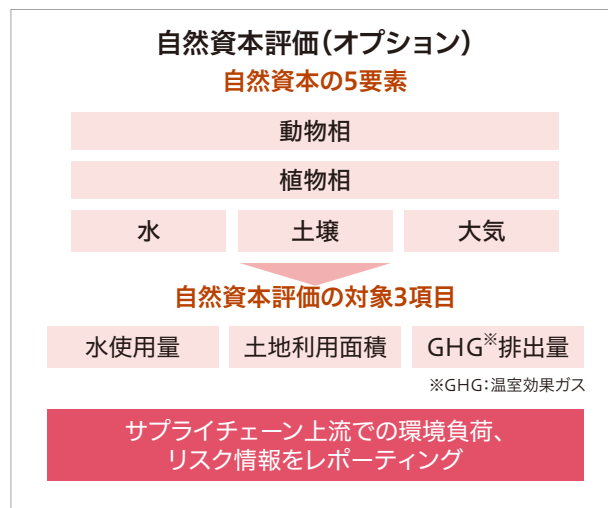 自然資本評価（オプション）
自然資本の5要素
動物相
植物相
水 土壌 大気
自然資本評価の対象3項目
水使用量 土地利用面積 GHG※排出量
※GHG：温室効果ガス
サプライチェーン上流での環境負荷、
リスク情報をレポーティング